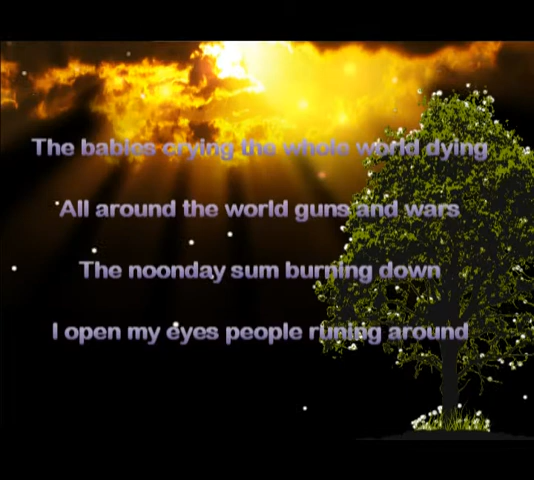 The babies crying the whole world dying
All around the world guns and wars
The noonday sum burning down
I open my eyes people runing around